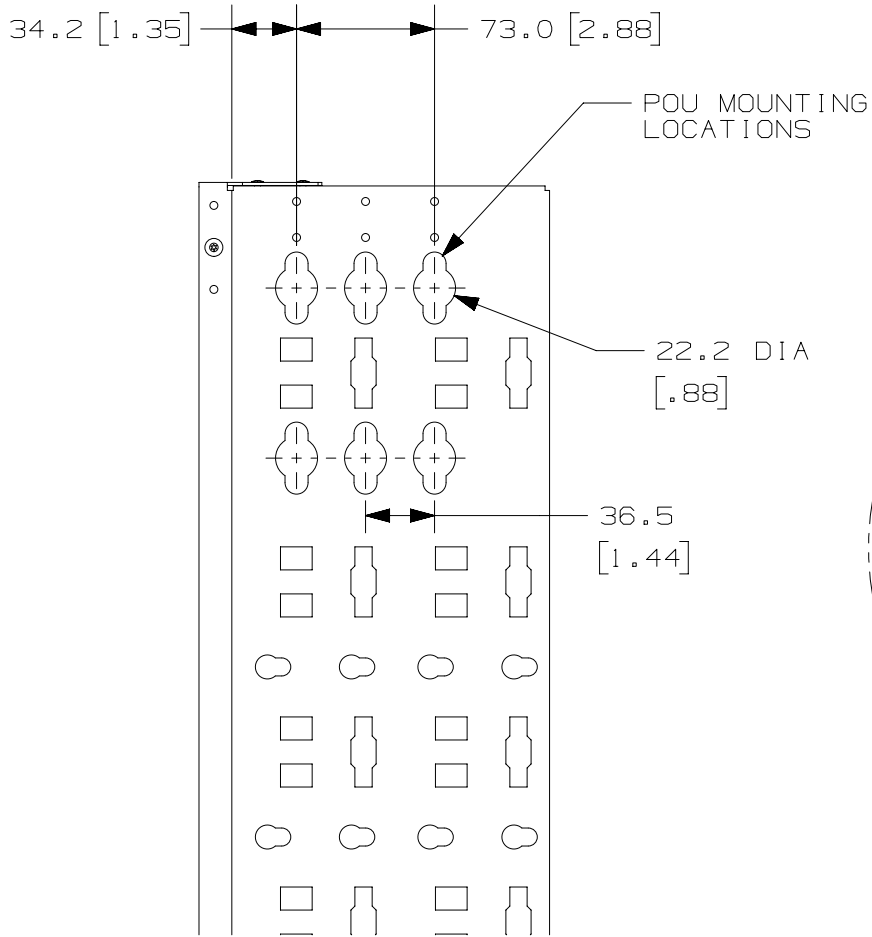 34.2 [1.35]
73.0 [2.88]
POU MOUNTING
LOCATIONS
22.2 DIA
[.88]
36.5
[1.44]